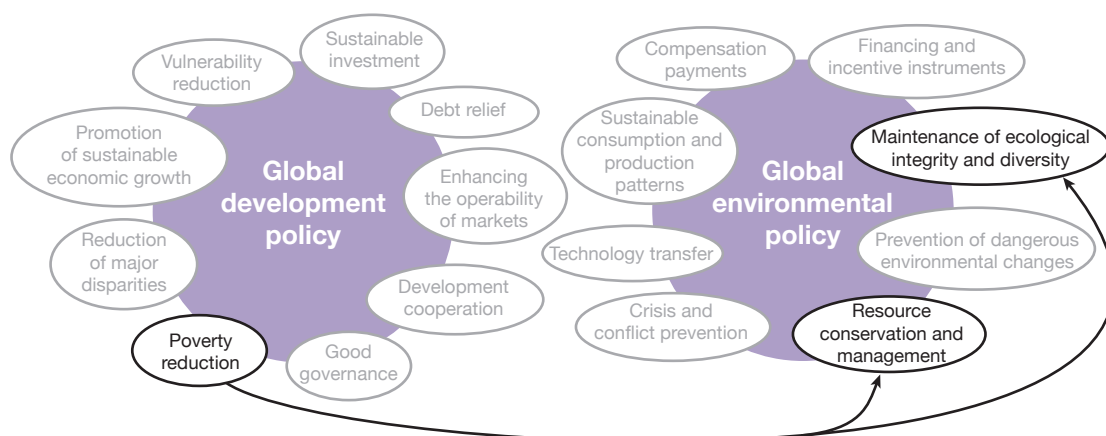 Sustainable
investment
Vulnerability
reduction
Debt relief
Promotion
of sustainable
economic growth
Global
development
policy
Enhancing
the operability
of markets
Reduction
of major
disparities
Development
cooperation
Poverty
reduction
Good
governance
Compensation
payments
Financing and
incentive instruments
Sustainable
consumption and
production
patterns
Maintenance of ecological
integrity and diversity
Global
environmental
policy
Technology transfer
Prevention of dangerous
environmental changes
Crisis and
conflict prevention
Resource
conservation and
management